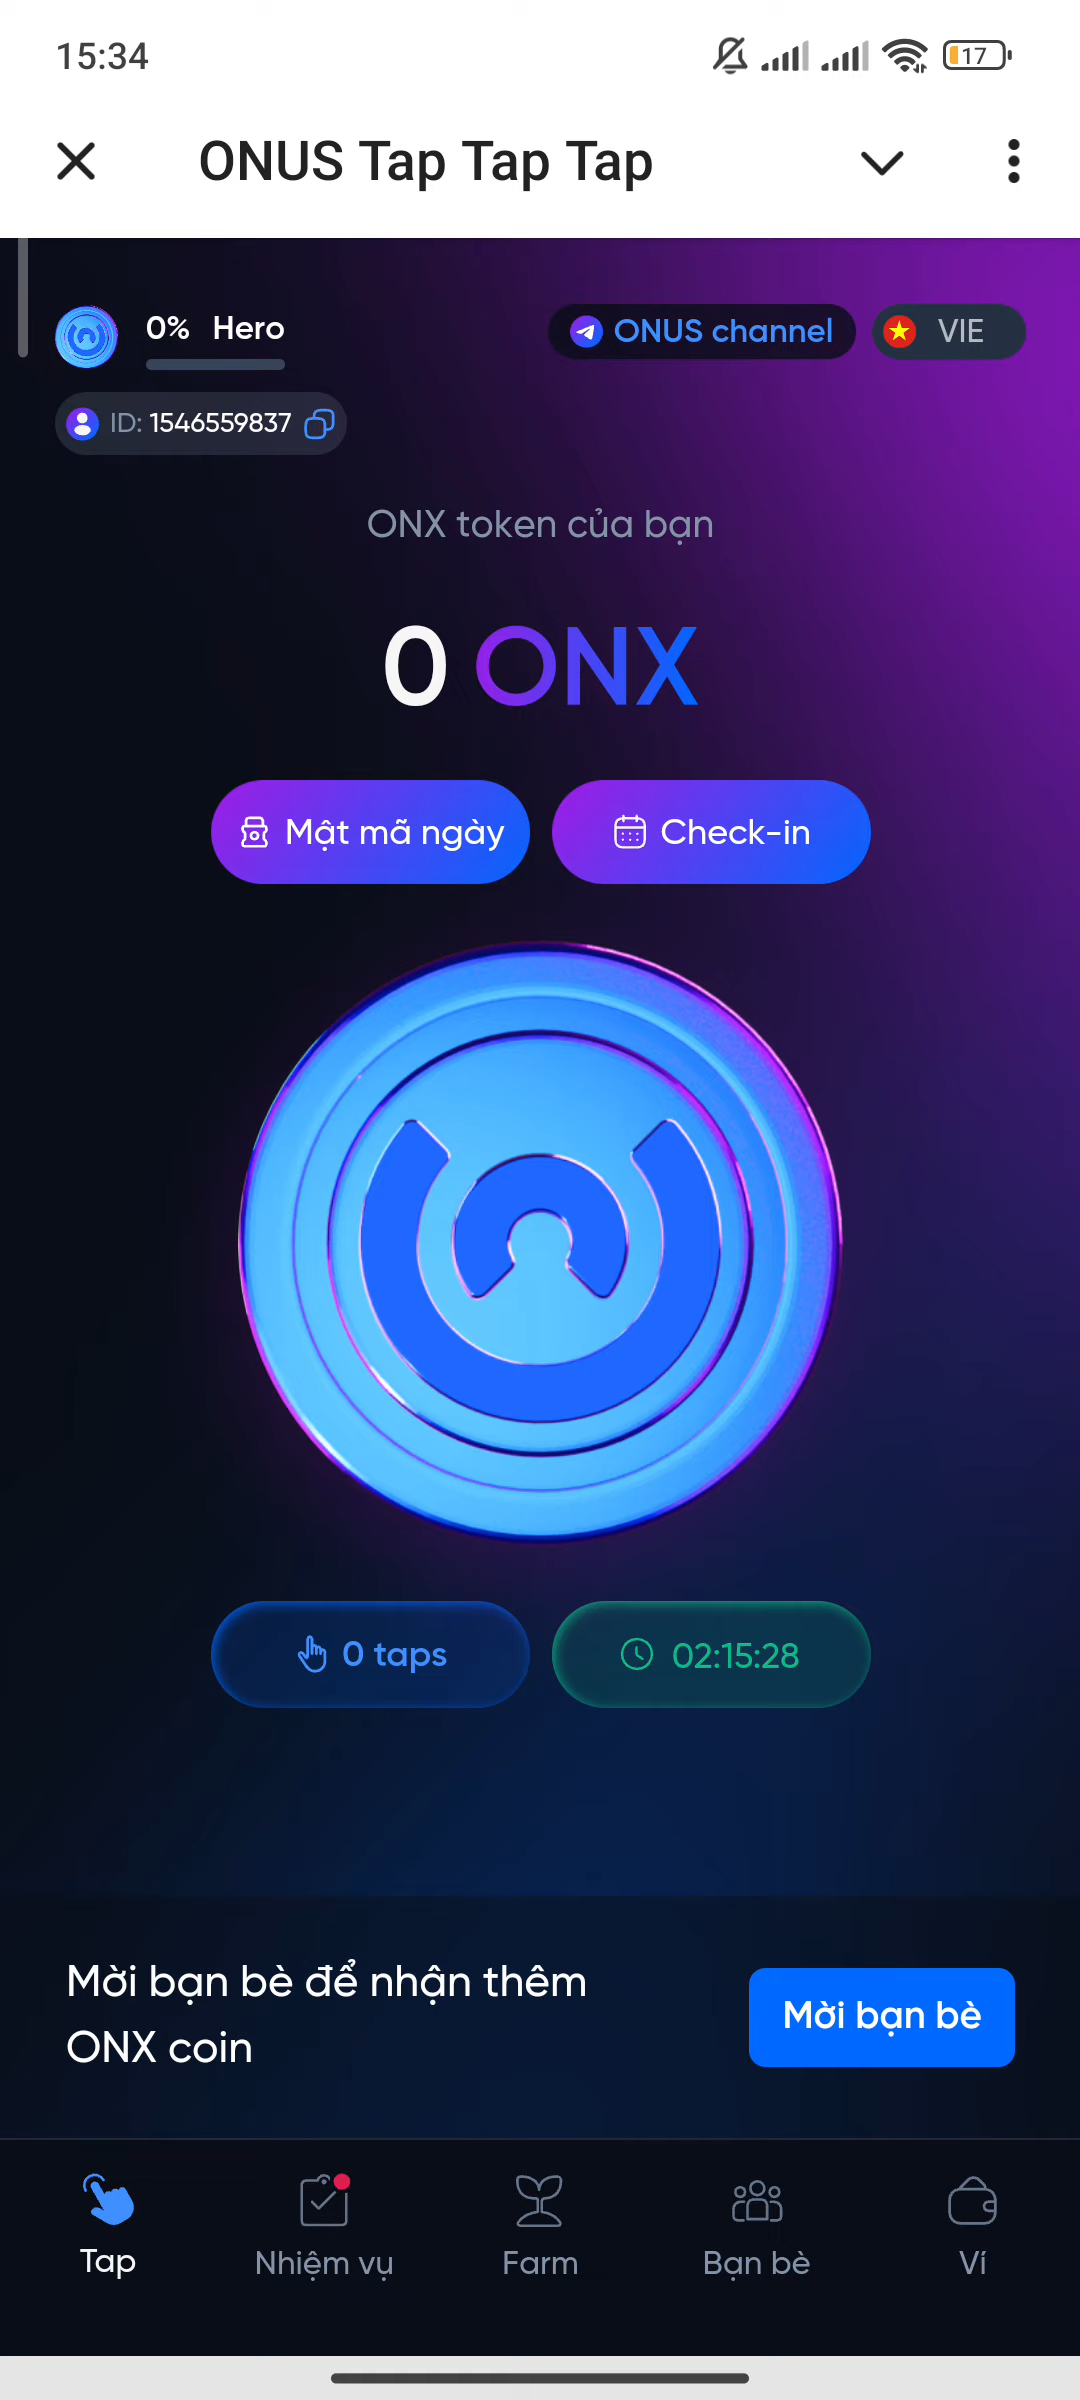 15:34
17
ONUS Tap Tap Tap
0% Hero
ONUS channel
VIE
ID: 1546559837
ONX token của bạn
0 ONX
Mật mã ngày
Check-in
0 taps
02:15:28
Mời bạn bè để nhận thêm
ONX coin
Mời bạn bè
Tap
Nhiệm vụ
Farm
Bạn bè
Ví